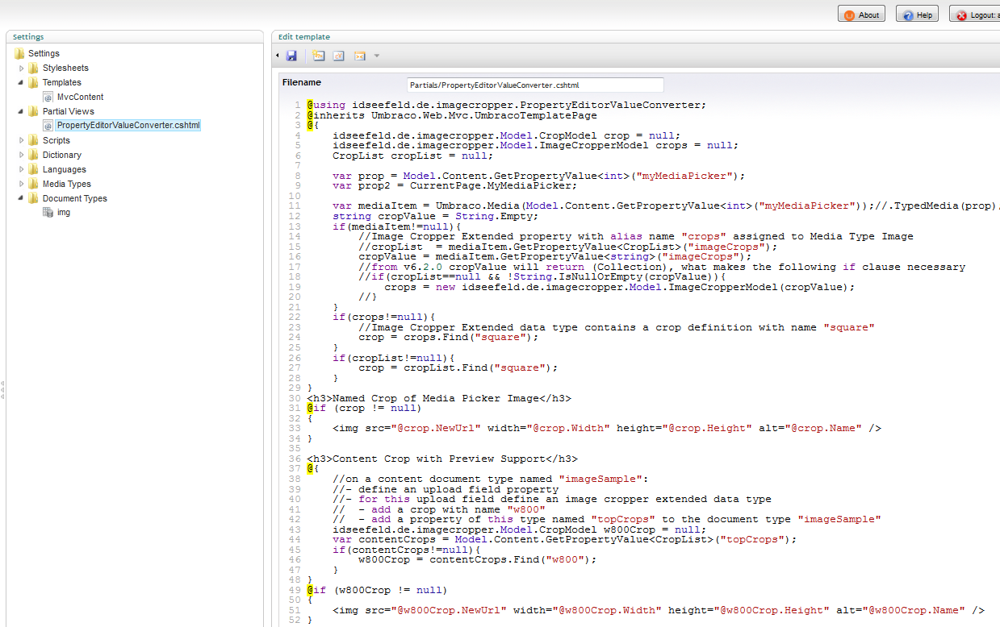 About
Help
Logout: a
Settings
Edit template
Settings
Stylesheets
Templates
MvcContent
Partial Views
PropertyEditorValueConverter.cshtml
Scripts
Dictionary
Languages
Media Types
Document Types
img
Filename
Partials/PropertyEditorValueConverter.cshtml
1 @using idseefeld.de.imagecropper.PropertyEditorValueConverter;
2 @inherits Umbraco.Web.Mvc.UmbracoTemplatePage
3 @{
4 idseefeld.de.imagecropper.Model.CropModel crop = null;
5 idseefeld.de.imagecropper.Model.ImageCropperModel crops = null;
6 CropList cropList = null;
7
8 var prop = Model.Content.GetPropertyValue<int>("myMediaPicker");
9 var prop2 = CurrentPage.MyMediaPicker;
10
11 var mediaItem = Umbraco.Media(Model.Content.GetPropertyValue<int>("myMediaPicker"));//.TypedMedia(prop)
12 string cropValue = String.Empty;
13 if(mediaItem!=null){
14 //Image Cropper Extended property with alias name "crops" assigned to Media Type Image
15 //cropList  = mediaItem.GetPropertyValue<CropList>("imageCrops");
16 cropValue = mediaItem.GetPropertyValue<string>("imageCrops");
17 //from v6.2.0 cropValue will return (Collection), what makes the following if clause necessary
18 //if(cropList==null && !String.IsNullOrEmpty(cropValue)){
19 crops = new idseefeld.de.imagecropper.Model.ImageCropperModel(cropValue);
20 //}
21 }
22 if(crops!=null){
23 //Image Cropper Extended data type contains a crop definition with name "square"
24 crop = crops.Find("square");
25 }
26 if(cropList!=null){
27 crop = cropList.Find("square");
28 }
29 }
30 <h3>Named Crop of Media Picker Image</h3>
31 @if (crop != null)
32 {
33 <img src="@crop.NewUrl" width="@crop.Width" height="@crop.Height" alt="@crop.Name" />
34 }
35
36 <h3>Content Crop with Preview Support</h3>
37 @{
38 //on a content document type named "imageSample":
39 //- define an upload field property
40 //- for this upload field define an image cropper extended data type
41 //  - add a crop with name "w800"
42 //  - add a property of this type named "topCrops" to the document type "imageSample"
43 idseefeld.de.imagecropper.Model.CropModel w800Crop = null;
44 var contentCrops = Model.Content.GetPropertyValue<CropList>("topCrops");
45 if(contentCrops!=null){
46 w800Crop = contentCrops.Find("w800");
47 }
48 }
49 @if (w800Crop != null)
50 {
51 <img src="@w800Crop.NewUrl" width="@w800Crop.Width" height="@w800Crop.Height" alt="@w800Crop.Name" />
52 }